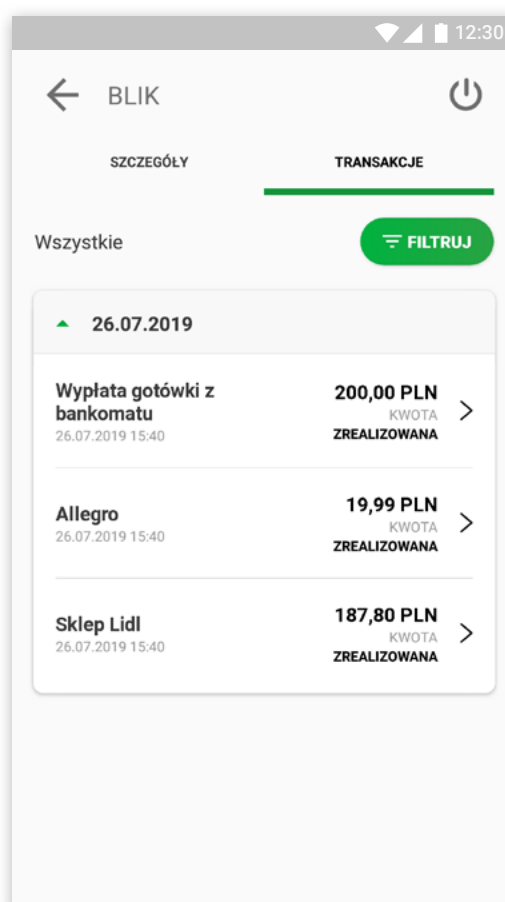 12:30
BLIK
SZCZEGÓŁY TRANSAKCJE
Wszystkie FILTRUJ
26.07.2019
Wypłata gotówki z
bankomatu
26.07.2019 15:40
200,00 PLN
KWOTA
ZREALIZOWANA
Allegro
26.07.2019 15:40
19,99 PLN
KWOTA
ZREALIZOWANA
Sklep Lidl
26.07.2019 15:40
187,80 PLN
KWOTA
ZREALIZOWANA